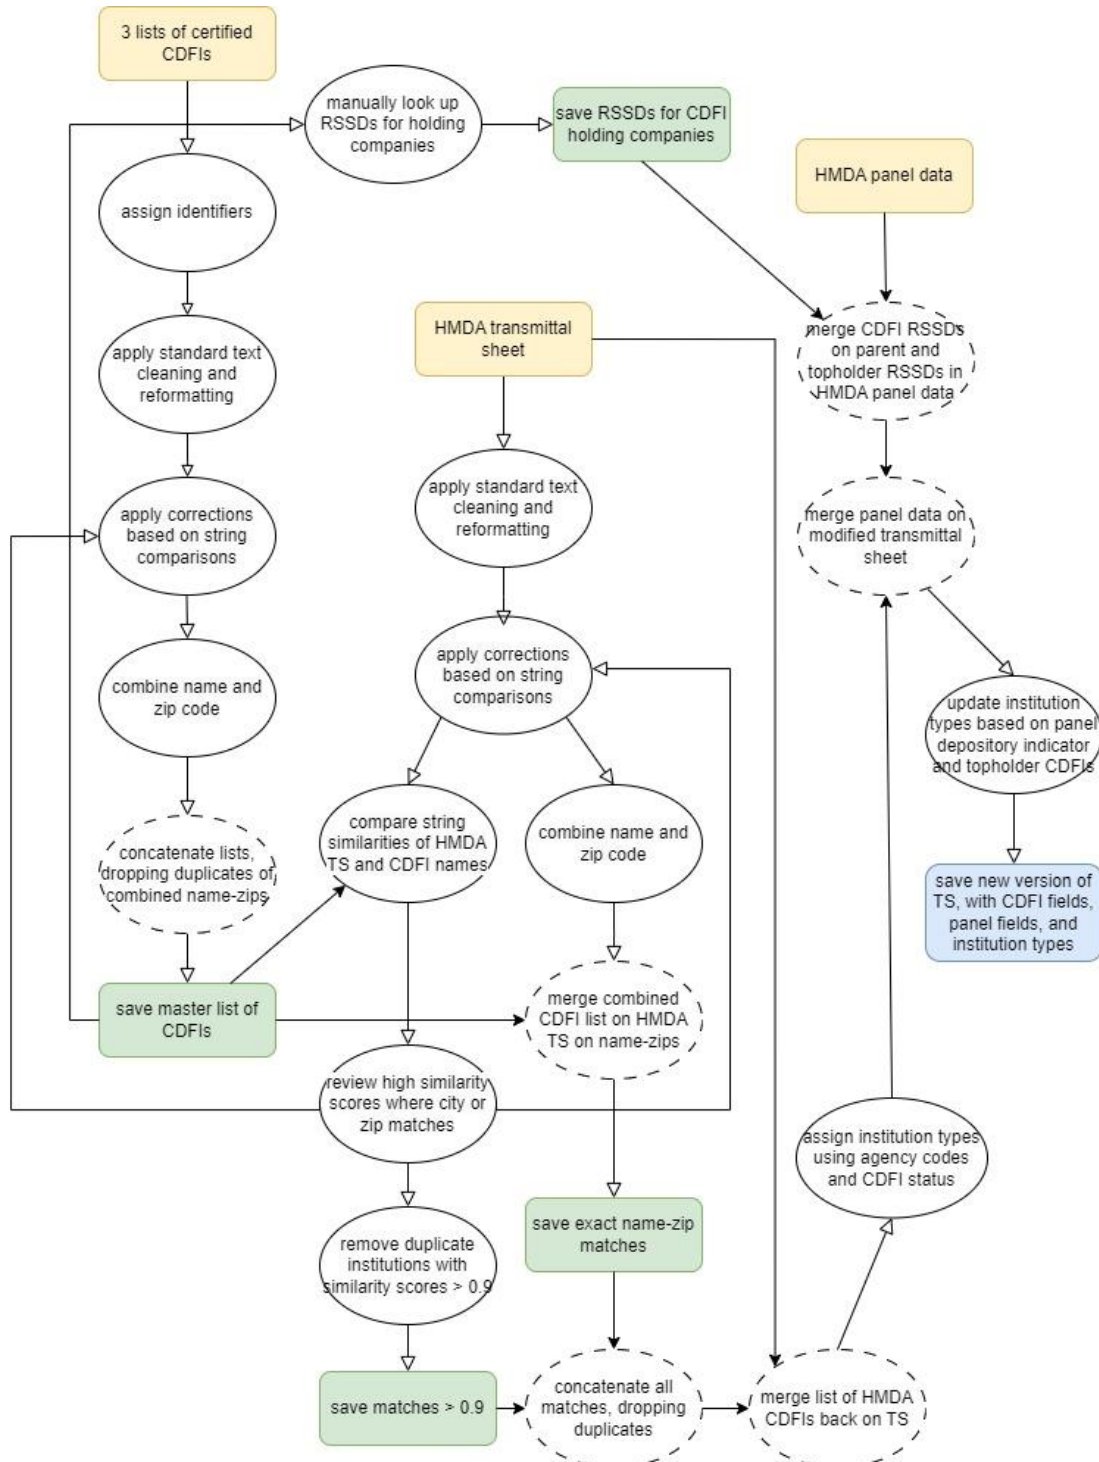 3 lists of certified
CDFIs
manually look up
RSSDs for holding
companies
save RSSDs for CDFI
holding companies
HMDA panel data
assign identifiers
HMDA transmittal
sheet
merge CDFI RSSDs
on parent and
topholder RSSDs in
HMDA panel data
apply standard text
cleaning and
reformatting
apply standard text
cleaning and
reformatting
apply corrections
based on string
comparisons
merge panel data on
modified transmittal
sheet
apply corrections
based on string
comparisons
combine name and
zip code
update institution
types based on panel
depository indicator
and topholder CDFIs
compare string
similarities of HMDA
TS and CDFI names
combine name and
zip code
concatenate lists,
dropping duplicates of
combined name-zips
save new version of
TS, with CDFI fields,
panel fields, and
institution types
save master list of
CDFIs
merge combined
CDFI list on HMDA
TS on name-zips
review high similarity
scores where city or
zip matches
assign institution types
using agency codes
and CDFI status
save exact name-zip
matches
remove duplicate
institutions with
similarity scores > 0.9
save matches > 0.9
concatenate all
matches, dropping
duplicates
merge list of HMDA
CDFIs back on TS